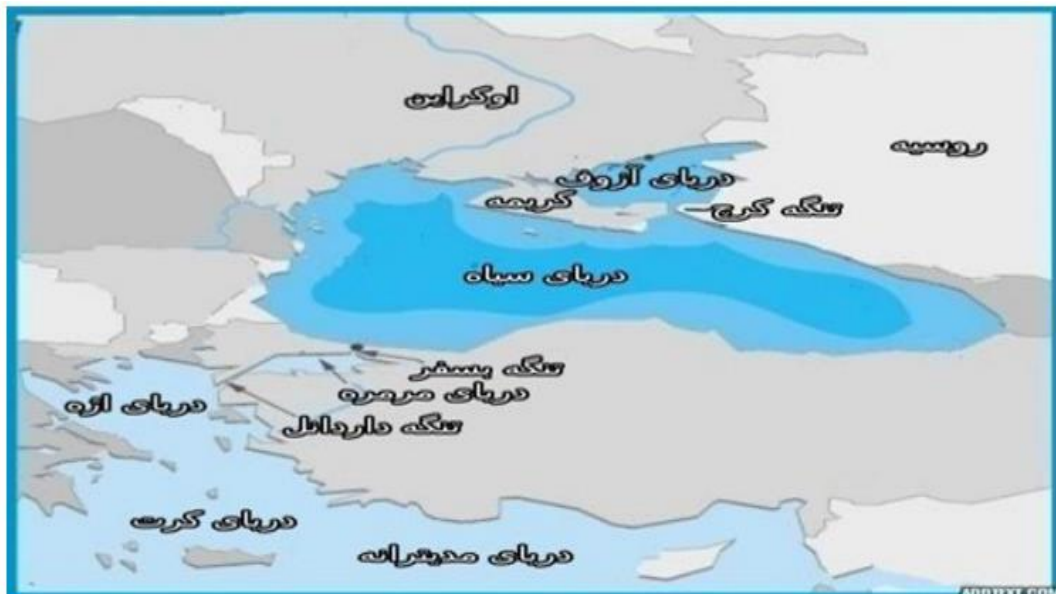 اوکراین
روسیه
دریای آزوف
کریمه
تنگه کرچ
دریای سیاه
تنگه بسفر
دریای مرمره
دریای اژه
تنگه داردانل
دریای کرت
دریای مدیترانه